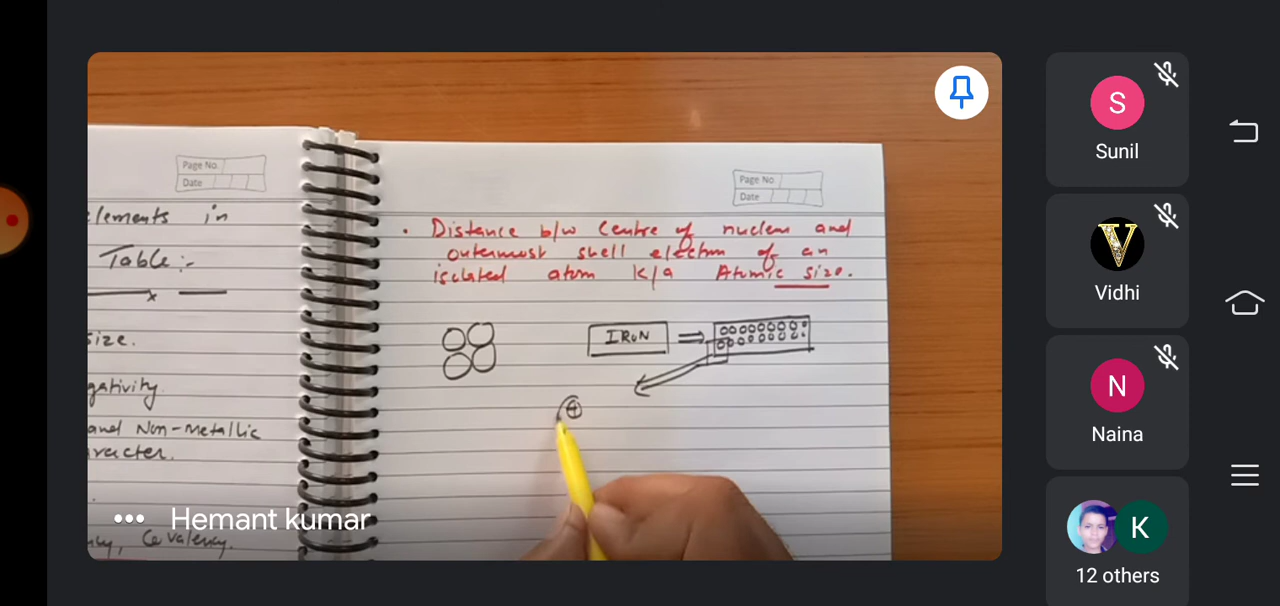 Page No.
Date
elements in
Table:-
size.
gativity
and Non-Metallic
aracter.
Covalency.
Page No.
Date
. Distance b/w Centre of nucleus and
outermost shell electron of an
isolated atom k/a Atomic size.
IRON
+
... Hemant kumar
S
Sunil
V
Vidhi
N
Naina
K
12 others